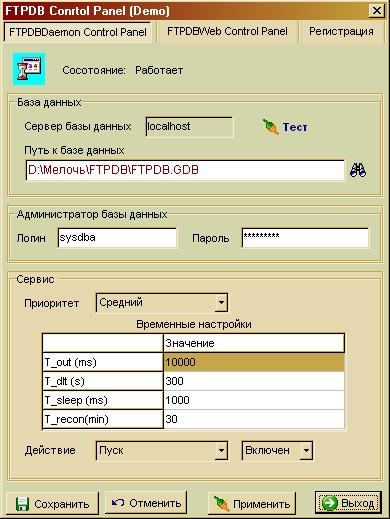 FTPDB Conrtol Panel (Demo)
FTPDBDaemon Control Panel FTPDBWeb Control Panel Регистрация
Сосотояние: Работает
База данных
Сервер базы данных localhost Тест
Путь к базе данных
D:\Мелочь\FTPDB\FTPDB.GDB
Администратор базы данных
Логин sysdba Пароль *********
Сервис
Приоритет Средний
Временные настройки
Значение
T_out (ms) 10000
T_dlt (s) 300
T_sleep (ms) 1000
T_recon(min) 30
Действие Пуск Включен
Сохранить Отменить Применить Выход